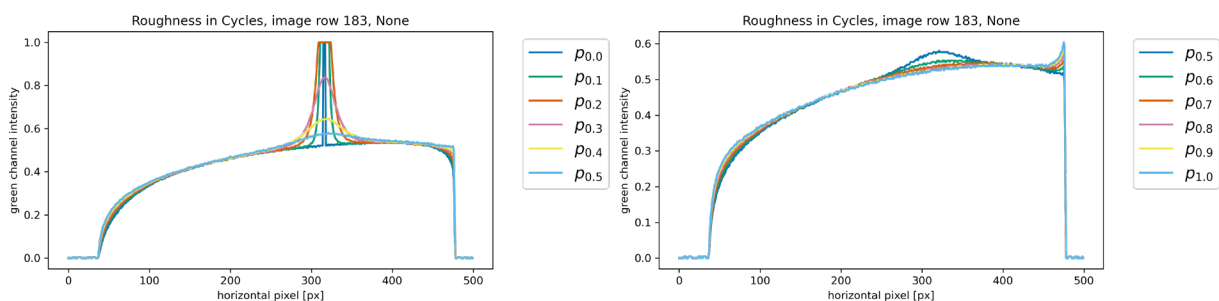 Roughness in Cycles, image row 183, None
1.0
0.8
0.6
0.4
0.2
0.0
green channel intensity
0 100 200 300 400 500
horizontal pixel [px]
p0.0
p0.1
p0.2
p0.3
p0.4
p0.5
Roughness in Cycles, image row 183, None
0.6
0.5
0.4
0.3
0.2
0.1
0.0
green channel intensity
0 100 200 300 400 500
horizontal pixel [px]
p0.5
p0.6
p0.7
p0.8
p0.9
p1.0